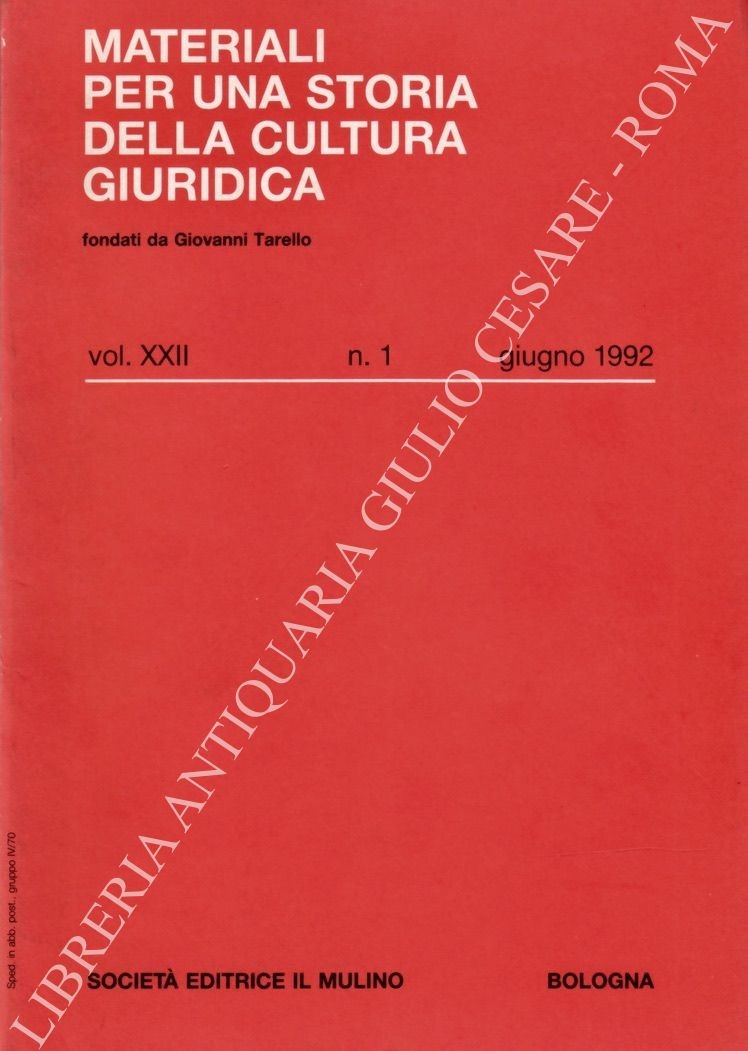 MATERIALI
PER UNA STORIA
DELLA CULTURA
GIURIDICA
fondati da Giovanni Tarello
vol. XXII n. 1 giugno 1992
LIBRERIA ANTIQUARIA GIULIO CESARE - ROMA
Sped. in abb. post., gruppo IV/70
SOCIETÀ EDITRICE IL MULINO BOLOGNA